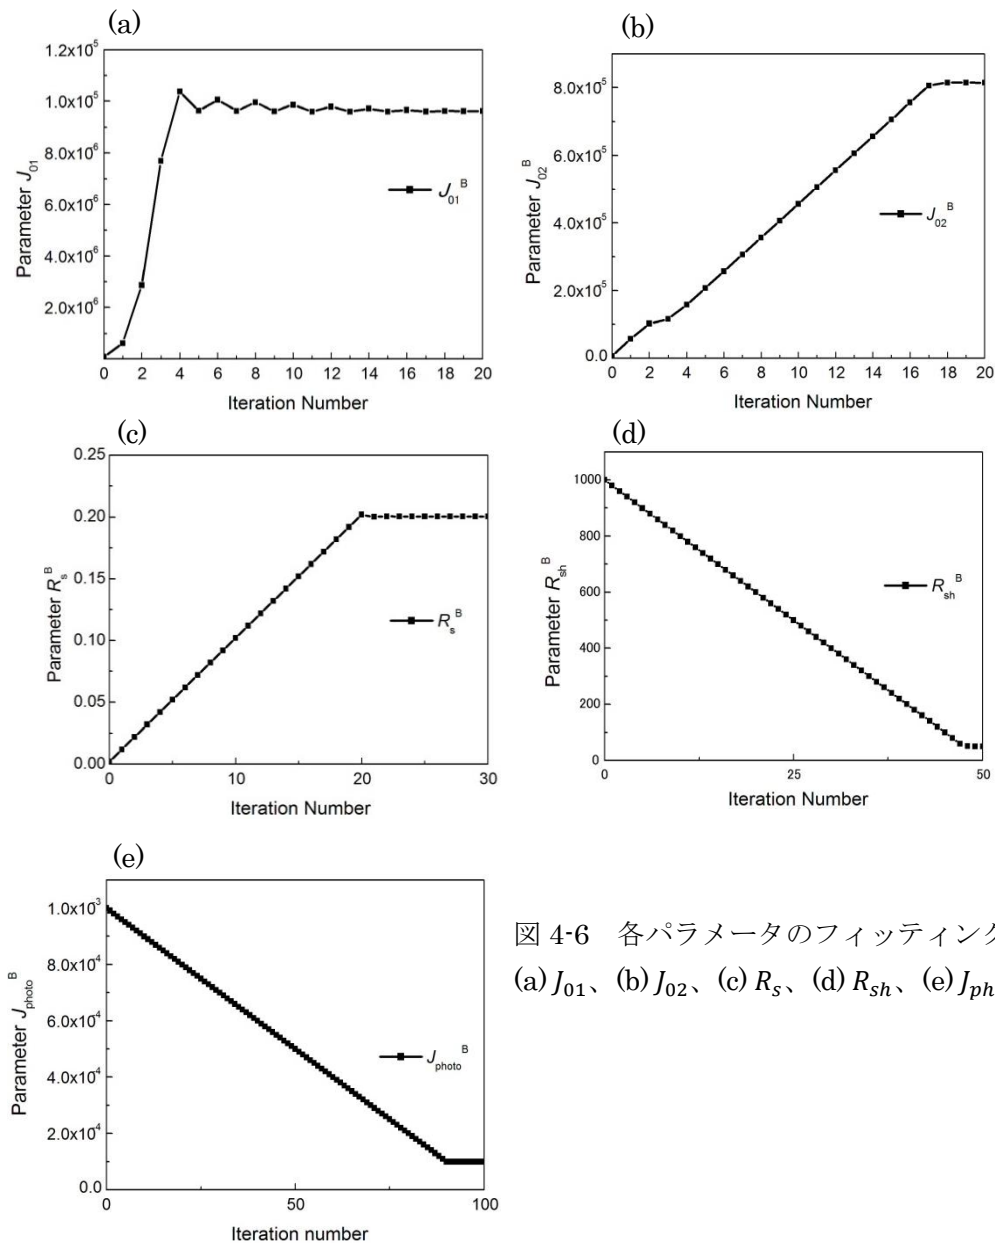 (a)
1.2x10⁵
1.0x10⁵
8.0x10⁶
6.0x10⁶
4.0x10⁶
2.0x10⁶
Parameter J₀₁
J₀₁ᴮ
0 2 4 6 8 10 12 14 16 18 20
Iteration Number
(b)
8.0x10⁵
6.0x10⁵
4.0x10⁵
2.0x10⁵
0.0
Parameter J₀₂ᴮ
J₀₂ᴮ
0 2 4 6 8 10 12 14 16 18 20
Iteration Number
(c)
0.25
0.20
0.15
0.10
0.05
0.00
Parameter Rₛᴮ
Rₛᴮ
0 10 20 30
Iteration Number
(d)
1000
800
600
400
200
0
Parameter Rₛₕᴮ
Rₛₕᴮ
0 25 50
Iteration Number
(e)
1.0x10³
8.0x10⁴
6.0x10⁴
4.0x10⁴
2.0x10⁴
0.0
Parameter Jphotoᴮ
Jphotoᴮ
0 50 100
Iteration number
図 4-6 各パラメータのフィッティング
(a) J₀₁、(b) J₀₂、(c) Rₛ、(d) Rₛₕ、(e) Jph